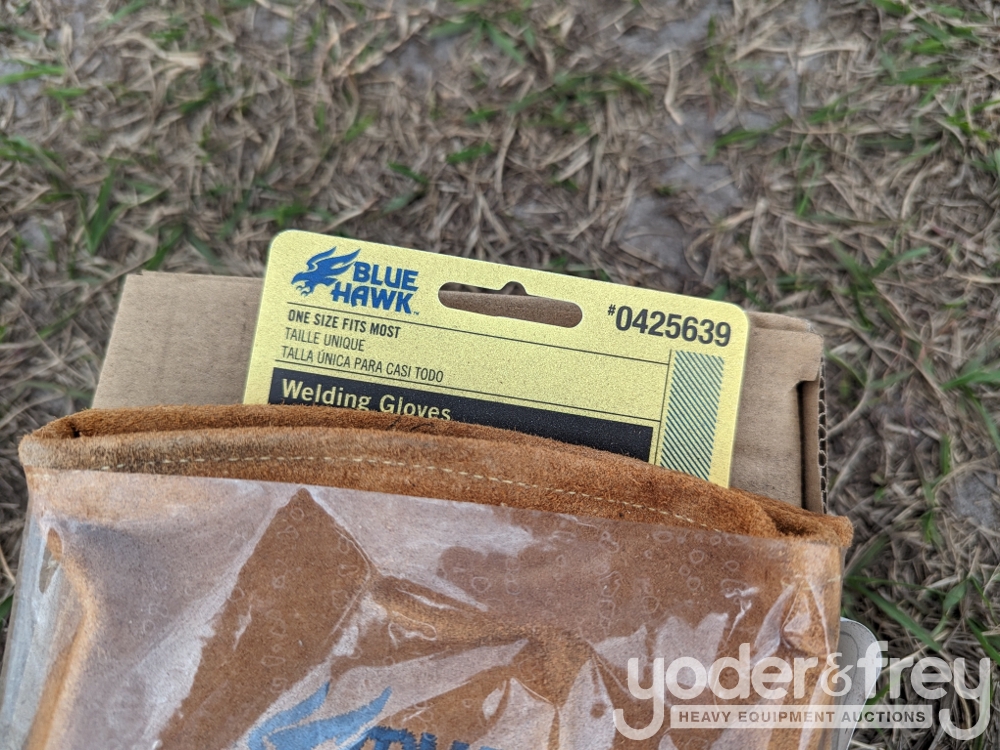 BLUE
HAWK™
#0425639
ONE SIZE FITS MOST
TAILLE UNIQUE
TALLA ÚNICA PARA CASI TODO
Welding Gloves
yoder&frey
HEAVY EQUIPMENT AUCTIONS